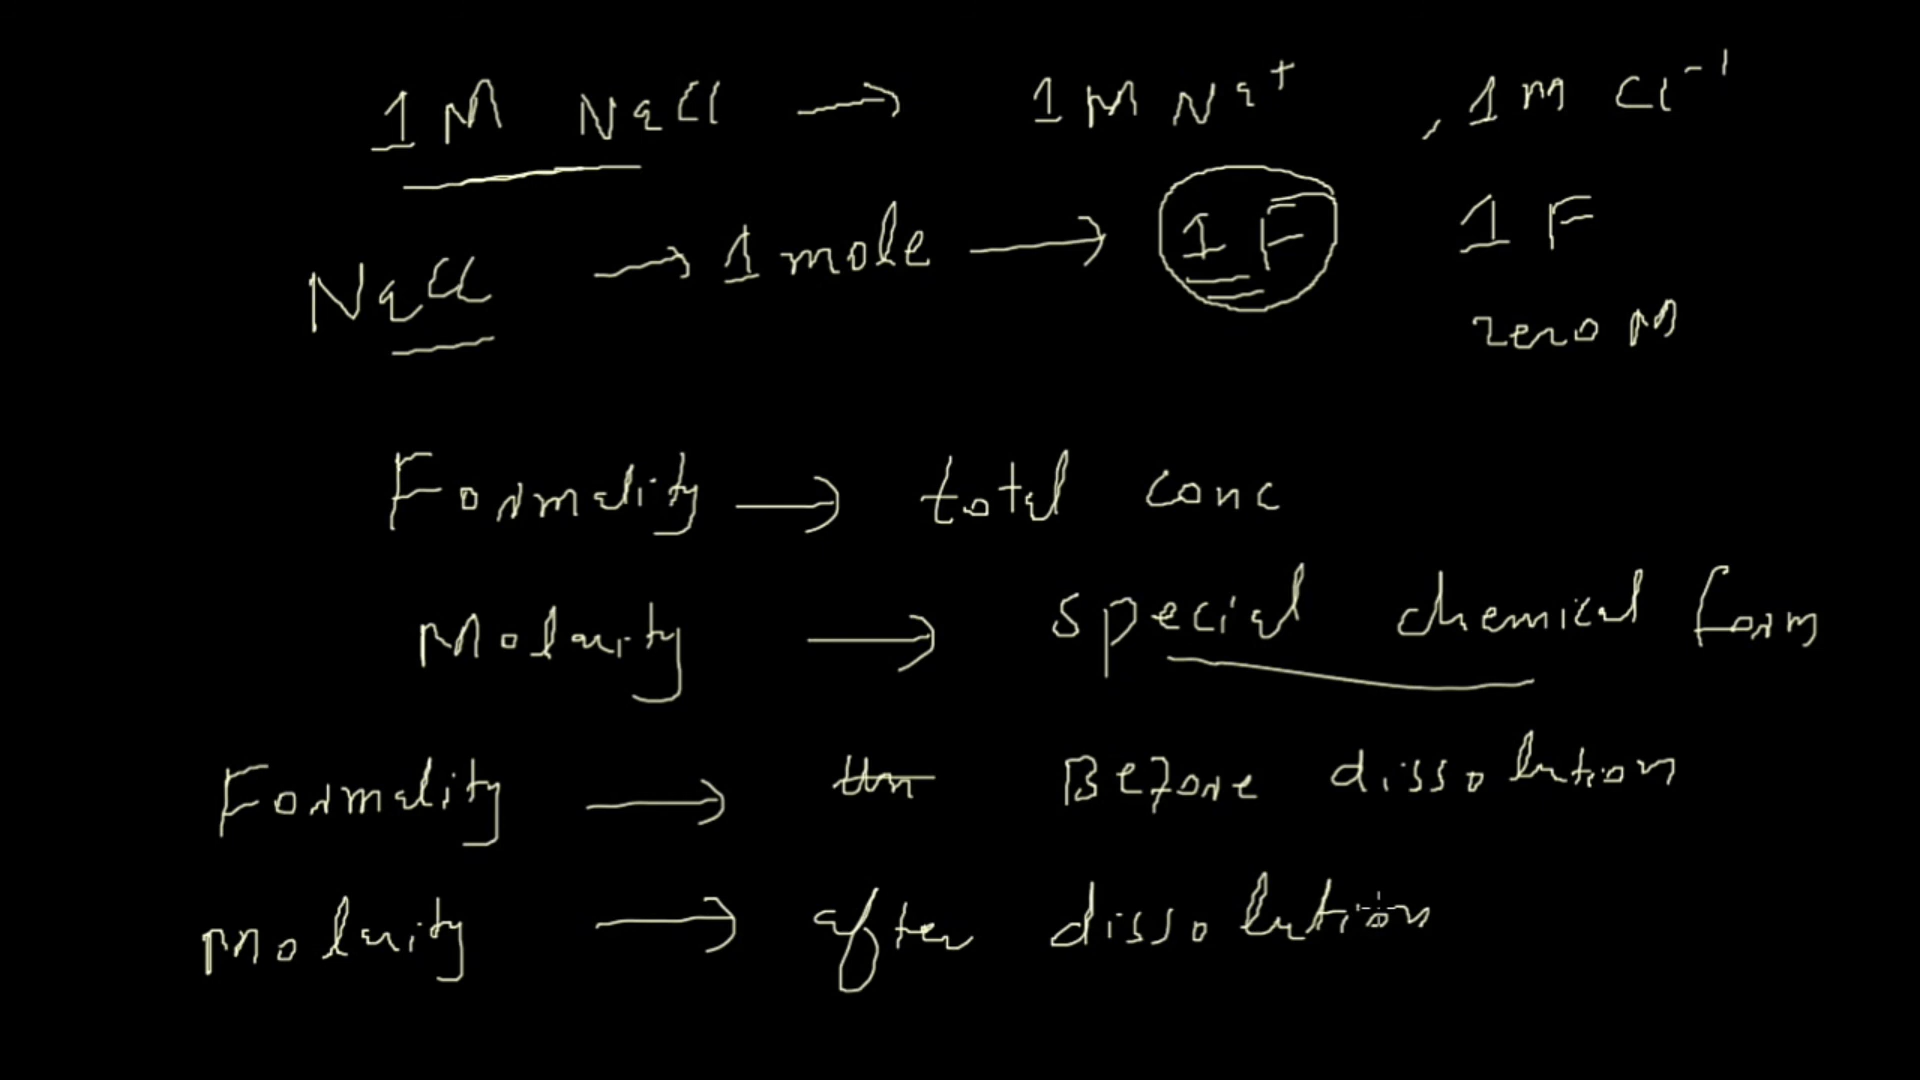 1M NaCl → 1M Na⁺ , 1M Cl⁻¹
NaCl → 1 mole → 1F 1F
zero M
Formality → total conc
Molarity → special chemical form
Formality → Before dissolution
Molarity → after dissolution